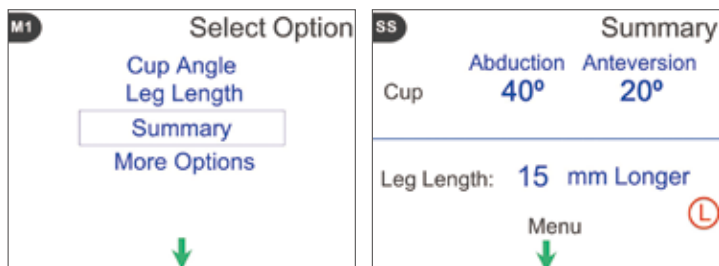 M1 Select Option
Cup Angle
Leg Length
Summary
More Options
SS Summary
Abduction Anteversion
Cup 40º 20º
Leg Length: 15 mm Longer
L
Menu